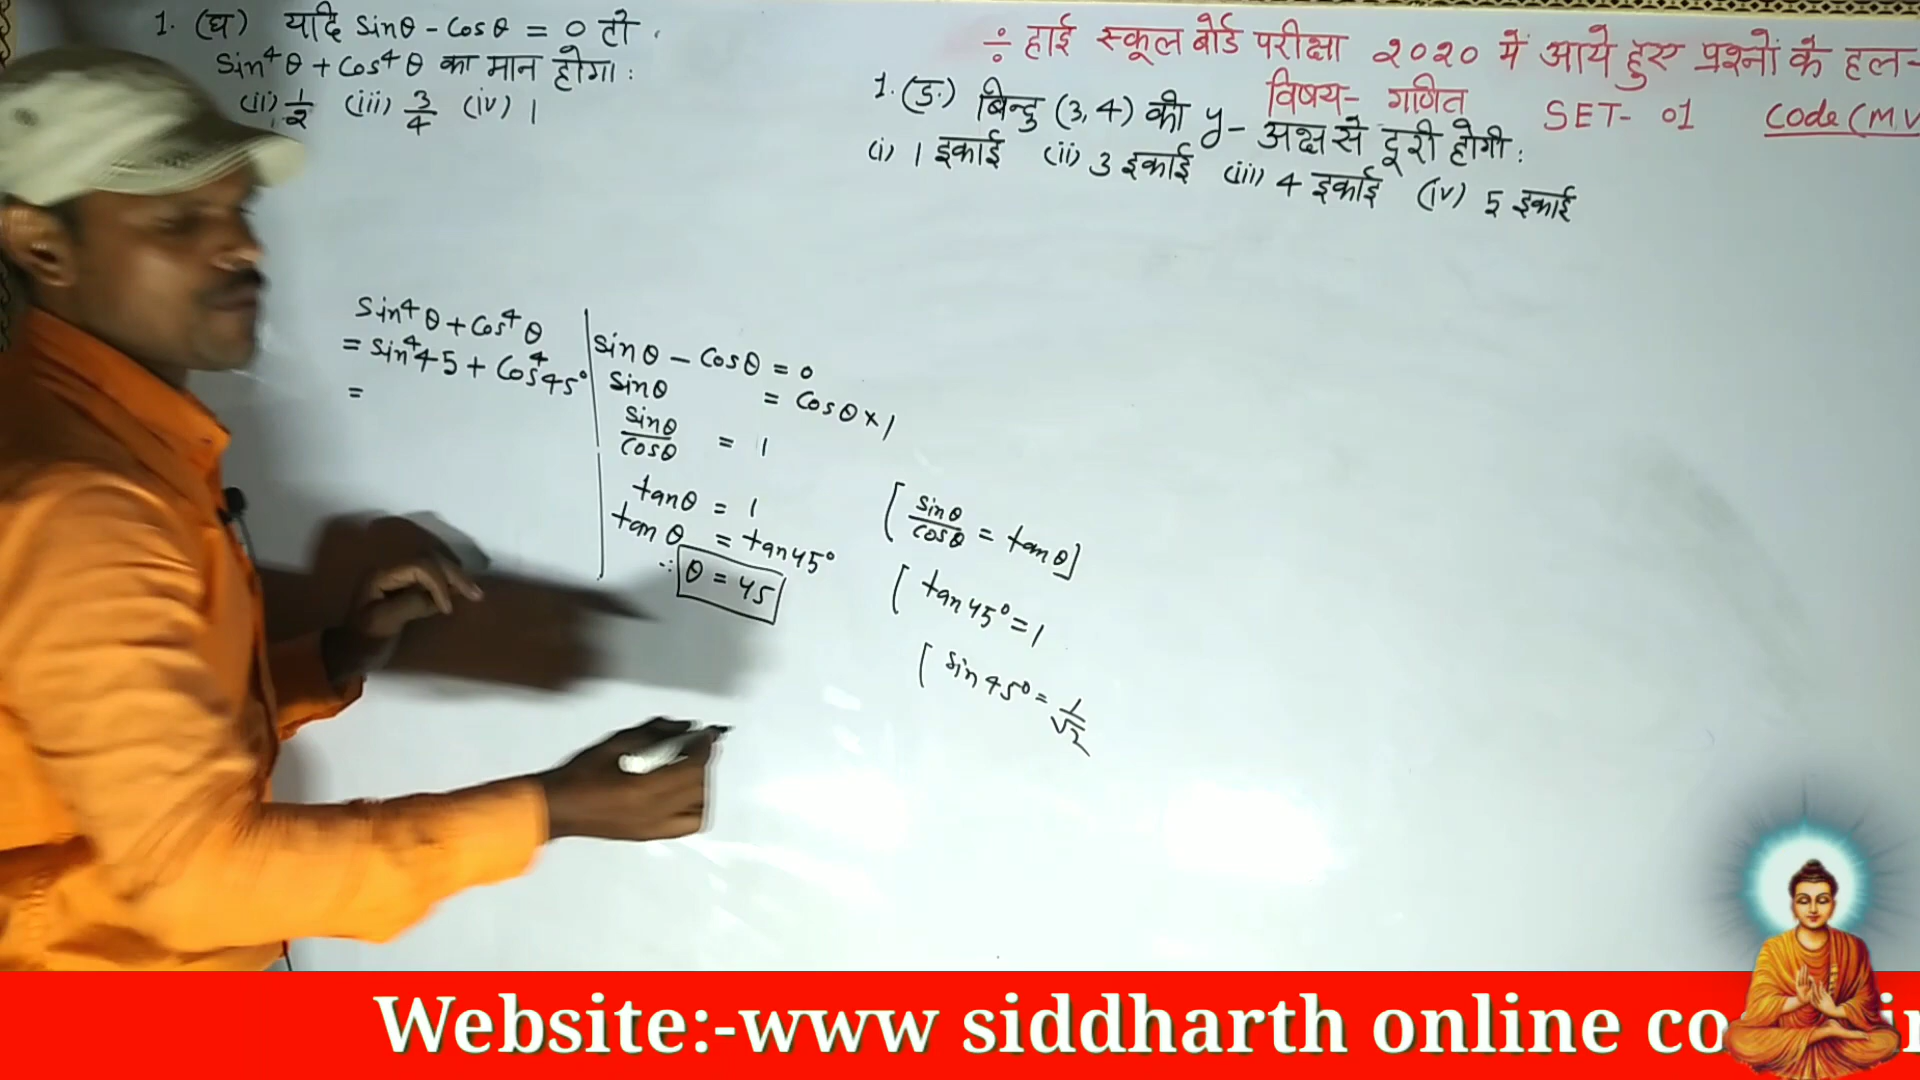 1. (घ) यदि sinθ - cosθ = 0 तो
sin⁴θ + cos⁴θ का मान होगा :
(ii) 1/2 (iii) 3/4 (iv) 1
÷ हाई स्कूल बोर्ड परीक्षा २०२० में आये हुए प्रश्नों के हल-
विषय- गणित SET- 01 Code (M.V
1. (ङ) बिन्दु (3, 4) की y- अक्ष से दूरी होगी :
(i) 1 इकाई (ii) 3 इकाई (iii) 4 इकाई (iv) 5 इकाई
sin⁴θ + cos⁴θ
= sin⁴45 + cos⁴45°
=
sinθ - cosθ = 0
sinθ = cosθ × 1
sinθ/cosθ = 1
tanθ = 1
tanθ = tan45°
∴ θ = 45
[sinθ/cosθ = tanθ]
[tan45° = 1
[sin45° = 1/√2
Website:-www siddharth online co